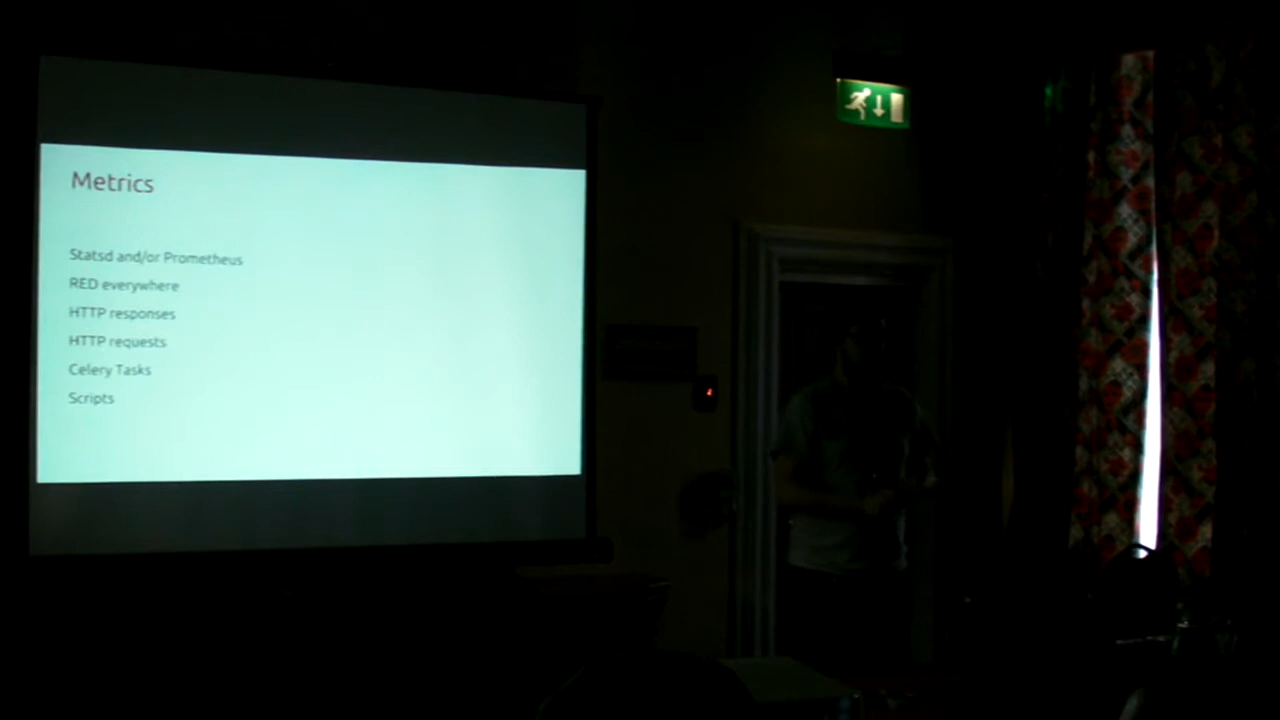 Metrics
Statsd and/or Prometheus
RED everywhere
HTTP responses
HTTP requests
Celery Tasks
Scripts